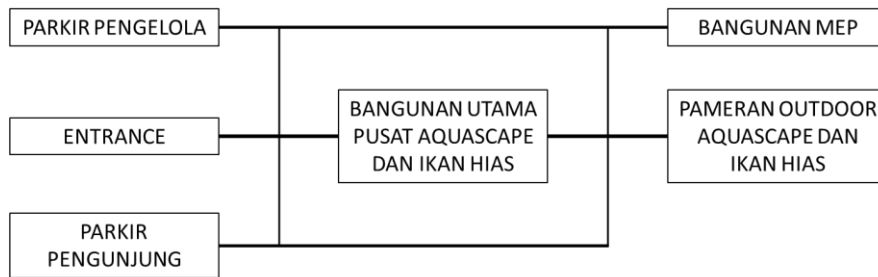 PARKIR PENGELOLA
BANGUNAN MEP
ENTRANCE
BANGUNAN UTAMA
PUSAT AQUASCAPE
DAN IKAN HIAS
PAMERAN OUTDOOR
AQUASCAPE DAN
IKAN HIAS
PARKIR
PENGUNJUNG